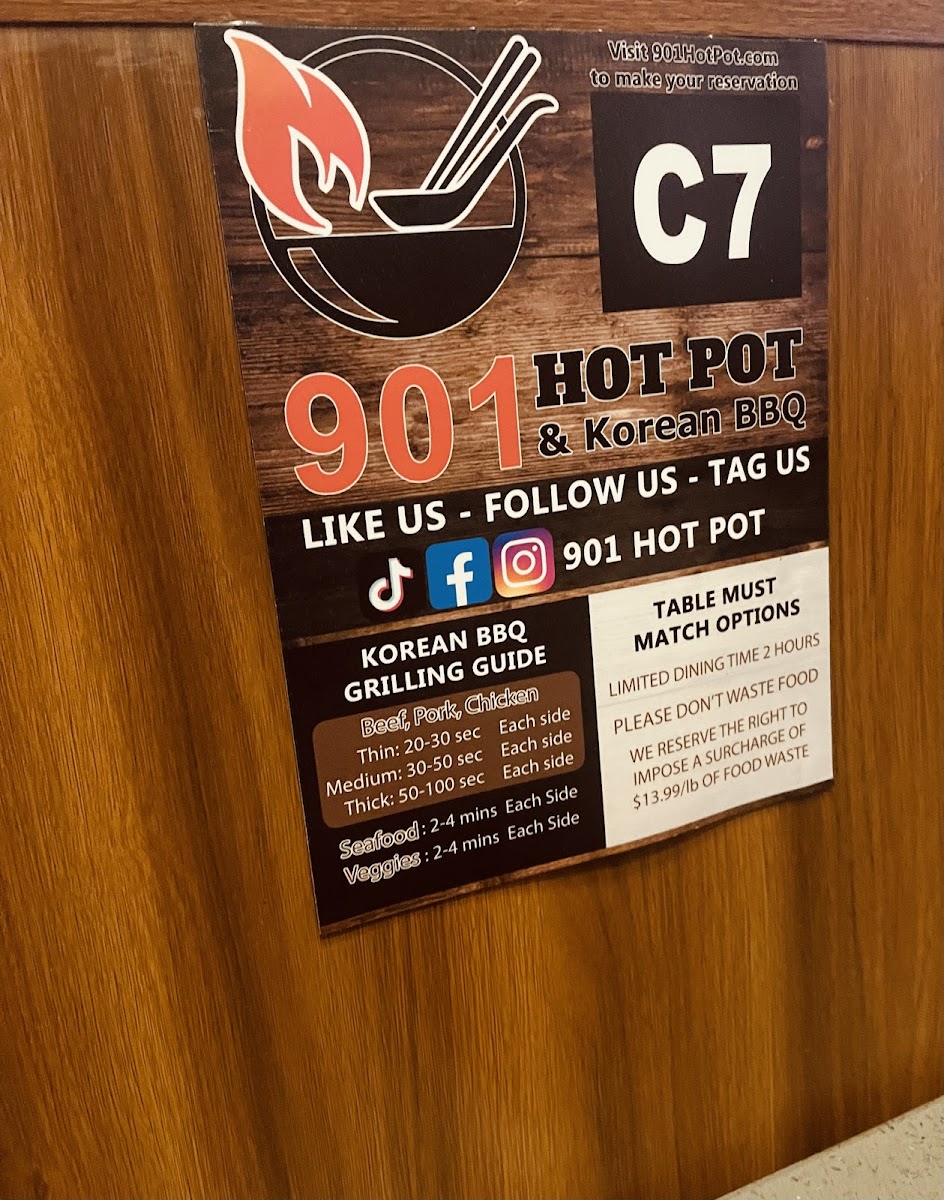 Visit 901HotPot.com
to make your reservation
C7
901 HOT POT
& Korean BBQ
LIKE US - FOLLOW US - TAG US
901 HOT POT
KOREAN BBQ
GRILLING GUIDE
Beef, Pork, Chicken
Thin: 20-30 sec Each side
Medium: 30-50 sec Each side
Thick: 50-100 sec Each side
Seafood : 2-4 mins Each Side
Veggies : 2-4 mins Each Side
TABLE MUST
MATCH OPTIONS
LIMITED DINING TIME 2 HOURS
PLEASE DON'T WASTE FOOD
WE RESERVE THE RIGHT TO
IMPOSE A SURCHARGE OF
$13.99/lb OF FOOD WASTE